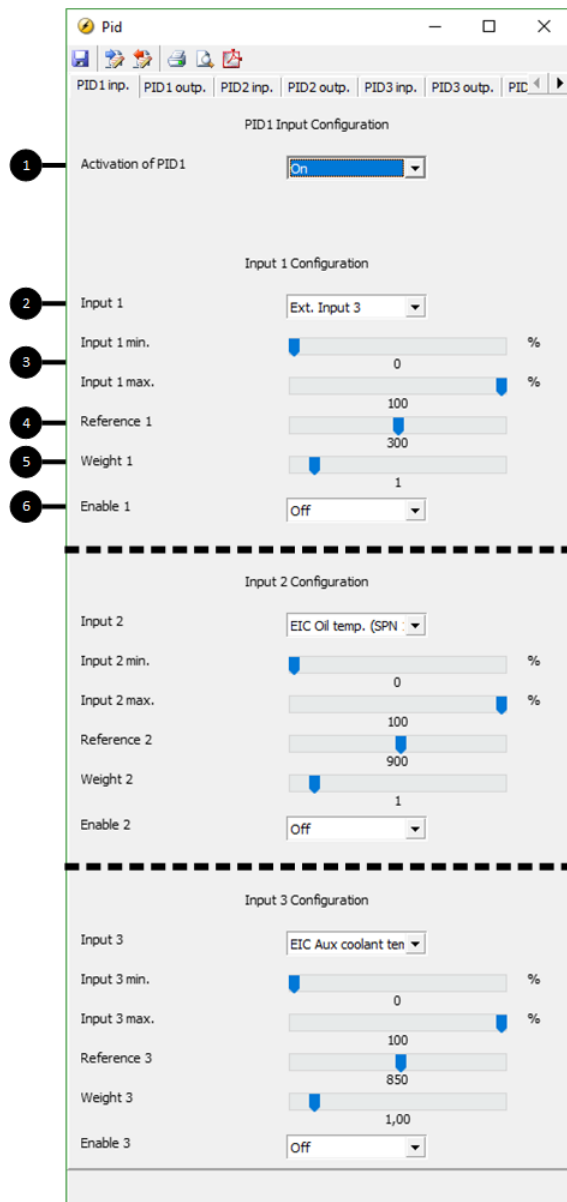 Pid
PID1 inp. PID1 outp. PID2 inp. PID2 outp. PID3 inp. PID3 outp.
PID1 Input Configuration
1 Activation of PID1 On
Input 1 Configuration
2 Input 1 Ext. Input 3
Input 1 min. %
0
3
Input 1 max. %
100
4 Reference 1
300
5 Weight 1
1
6 Enable 1 Off
Input 2 Configuration
Input 2 EIC Oil temp. (SPN
Input 2 min. %
0
Input 2 max. %
100
Reference 2
900
Weight 2
1
Enable 2 Off
Input 3 Configuration
Input 3 EIC Aux coolant
Input 3 min. %
0
Input 3 max. %
100
Reference 3
850
Weight 3
1,00
Enable 3 Off